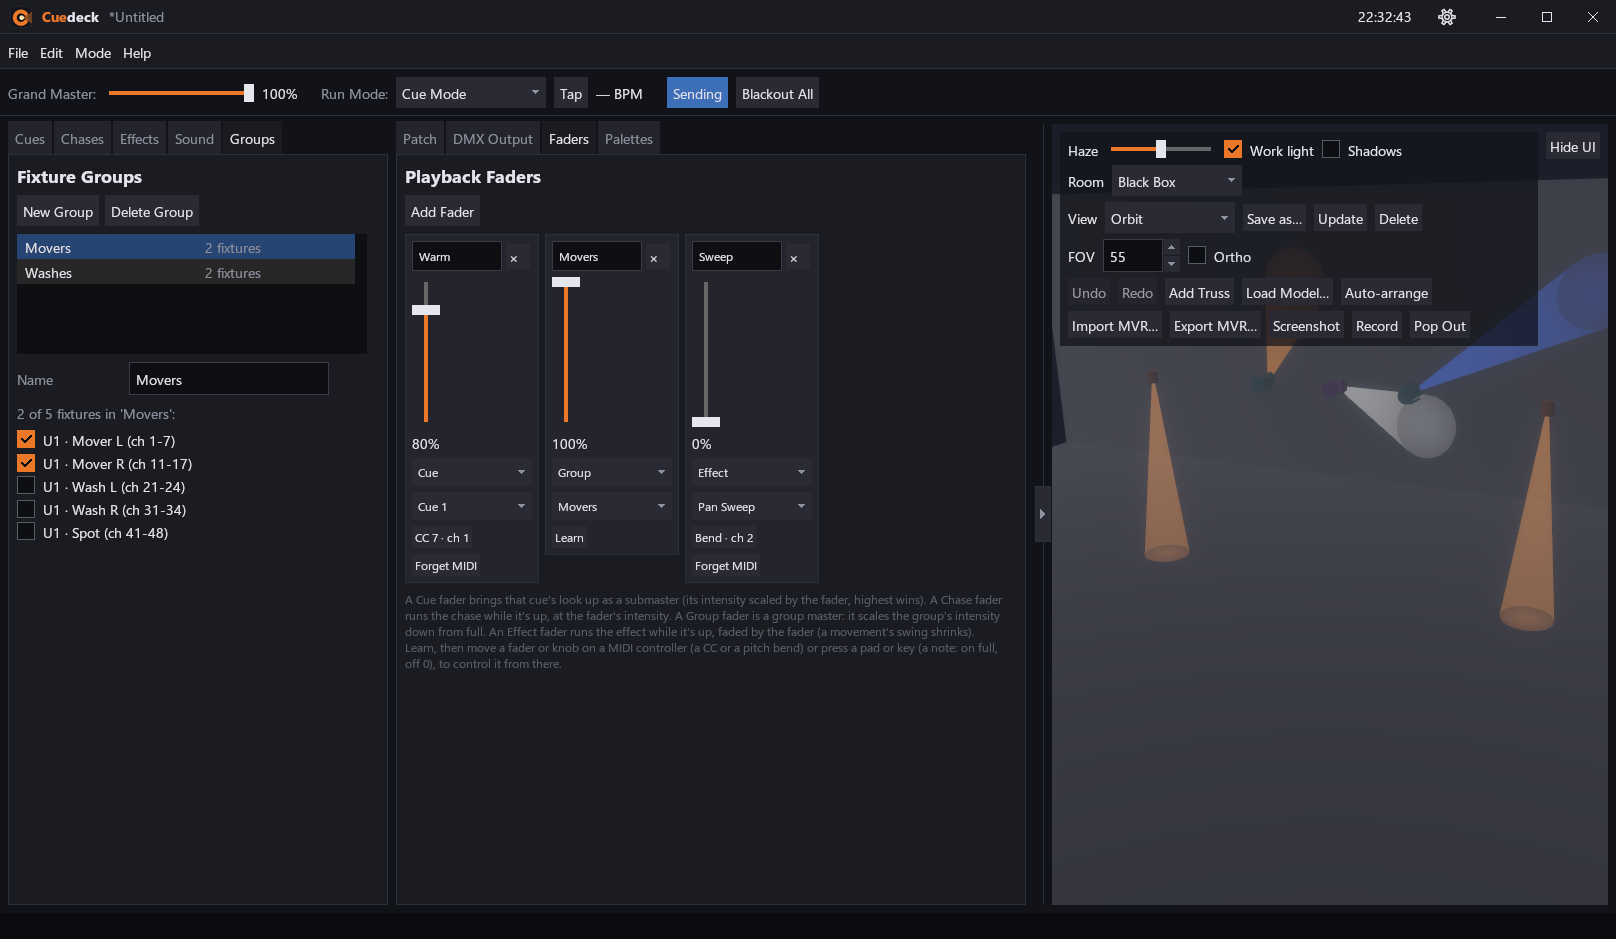 Cuedeck *Untitled 22:32:43
File Edit Mode Help
Grand Master: 100% Run Mode: Cue Mode Tap — BPM Sending Blackout All
Cues Chases Effects Sound Groups
Fixture Groups
New Group Delete Group
Movers 2 fixtures
Washes 2 fixtures
Name Movers
2 of 5 fixtures in 'Movers':
U1 · Mover L (ch 1-7)
U1 · Mover R (ch 11-17)
U1 · Wash L (ch 21-24)
U1 · Wash R (ch 31-34)
U1 · Spot (ch 41-48)
Patch DMX Output Faders Palettes
Playback Faders
Add Fader
Warm × Movers × Sweep ×
80% 100% 0%
Cue Group Effect
Cue 1 Movers Pan Sweep
CC 7 · ch 1 Learn Bend · ch 2
Forget MIDI Forget MIDI
A Cue fader brings that cue's look up as a submaster (its intensity scaled by the fader, highest wins). A Chase fader
runs the chase while it's up, at the fader's intensity. A Group fader is a group master: it scales the group's intensity
down from full. An Effect fader runs the effect while it's up, faded by the fader (a movement's swing shrinks).
Learn, then move a fader or knob on a MIDI controller (a CC or a pitch bend) or press a pad or key (a note: on full,
off 0), to control it from there.
Haze Work light Shadows Hide UI
Room Black Box
View Orbit Save as... Update Delete
FOV 55 Ortho
Undo Redo Add Truss Load Model... Auto-arrange
Import MVR... Export MVR... Screenshot Record Pop Out